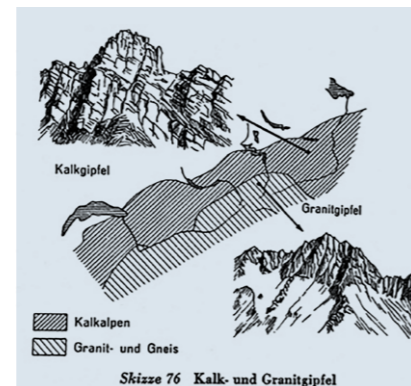 Kalkgipfel
Granitgipfel
Kalkalpen
Granit- und Gneis
Skizze 76 Kalk- und Granitgipfel